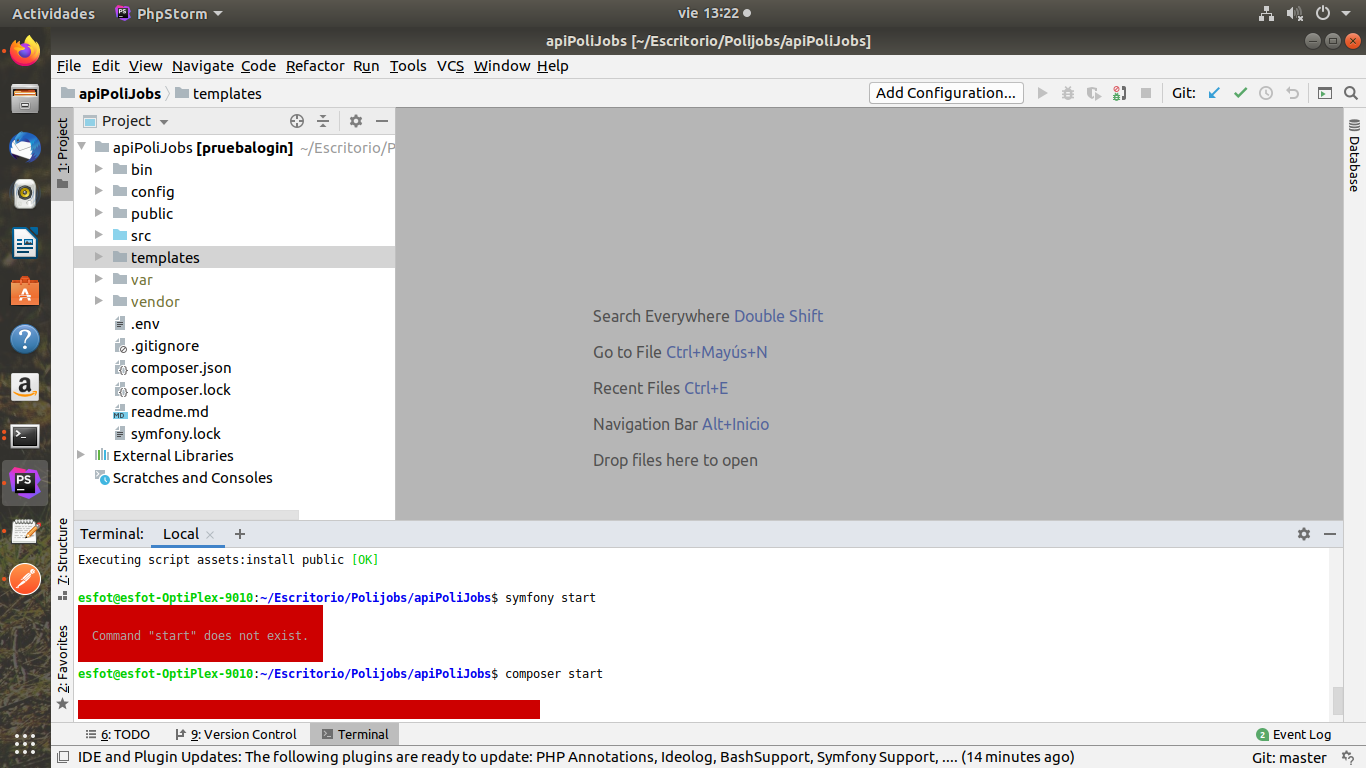 Actividades PhpStorm vie 13:22
apiPoliJobs [~/Escritorio/Polijobs/apiPoliJobs]
File Edit View Navigate Code Refactor Run Tools VCS Window Help
apiPoliJobs templates Add Configuration... Git:
1: Project
Project
apiPoliJobs [pruebalogin] ~/Escritorio/P
bin
config
public
src
templates
var
vendor
.env
.gitignore
composer.json
composer.lock
readme.md
symfony.lock
External Libraries
Scratches and Consoles
Search Everywhere Double Shift
Go to File Ctrl+Mayús+N
Recent Files Ctrl+E
Navigation Bar Alt+Inicio
Drop files here to open
Database
7: Structure
2: Favorites
Terminal: Local
Executing script assets:install public [OK]
esfot@esfot-OptiPlex-9010:~/Escritorio/Polijobs/apiPoliJobs$ symfony start
Command "start" does not exist.
esfot@esfot-OptiPlex-9010:~/Escritorio/Polijobs/apiPoliJobs$ composer start
6: TODO 9: Version Control Terminal 2 Event Log
IDE and Plugin Updates: The following plugins are ready to update: PHP Annotations, Ideolog, BashSupport, Symfony Support, .... (14 minutes ago) Git: master